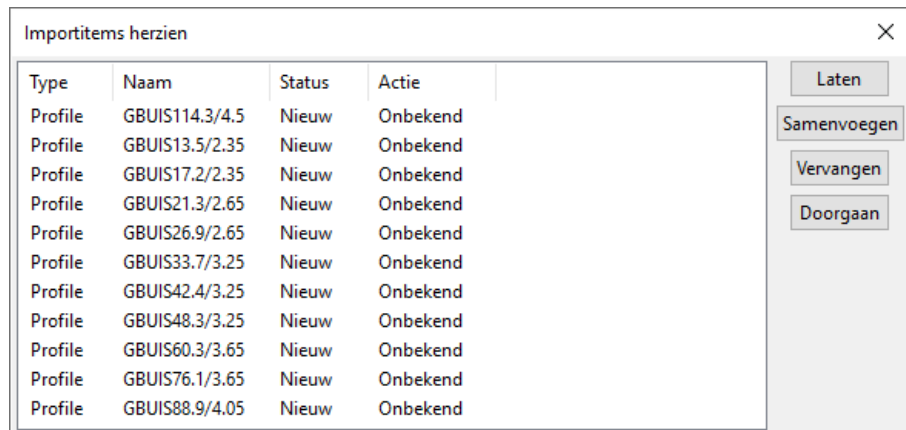 Importitems herzien
Type Naam Status Actie
Profile GBUIS114.3/4.5 Nieuw Onbekend
Profile GBUIS13.5/2.35 Nieuw Onbekend
Profile GBUIS17.2/2.35 Nieuw Onbekend
Profile GBUIS21.3/2.65 Nieuw Onbekend
Profile GBUIS26.9/2.65 Nieuw Onbekend
Profile GBUIS33.7/3.25 Nieuw Onbekend
Profile GBUIS42.4/3.25 Nieuw Onbekend
Profile GBUIS48.3/3.25 Nieuw Onbekend
Profile GBUIS60.3/3.65 Nieuw Onbekend
Profile GBUIS76.1/3.65 Nieuw Onbekend
Profile GBUIS88.9/4.05 Nieuw Onbekend
Laten
Samenvoegen
Vervangen
Doorgaan